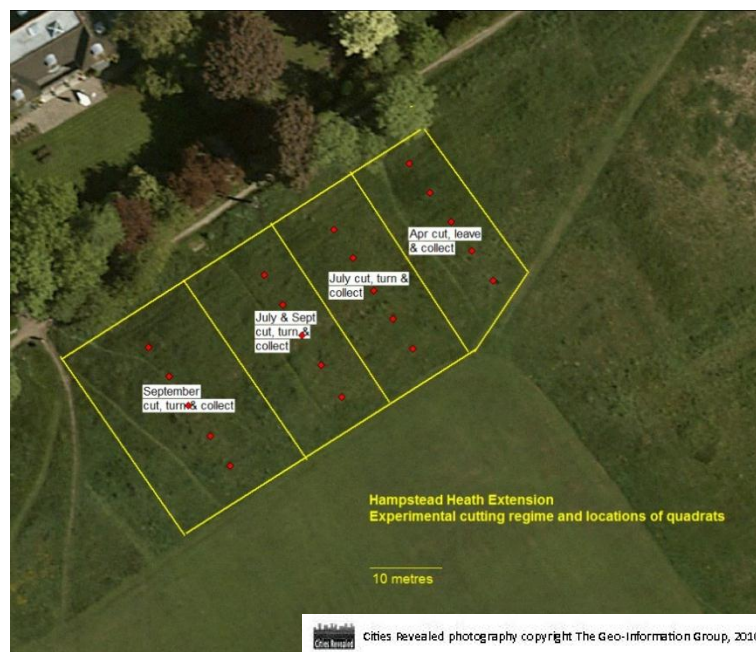 Apr cut, leave
& collect
July cut, turn &
collect
July & Sept
cut, turn &
collect
September
cut, turn & collect
Hampstead Heath Extension
Experimental cutting regime and locations of quadrats
10 metres
Cities Revealed
Cities Revealed photography copyright The Geo-Information Group, 2010